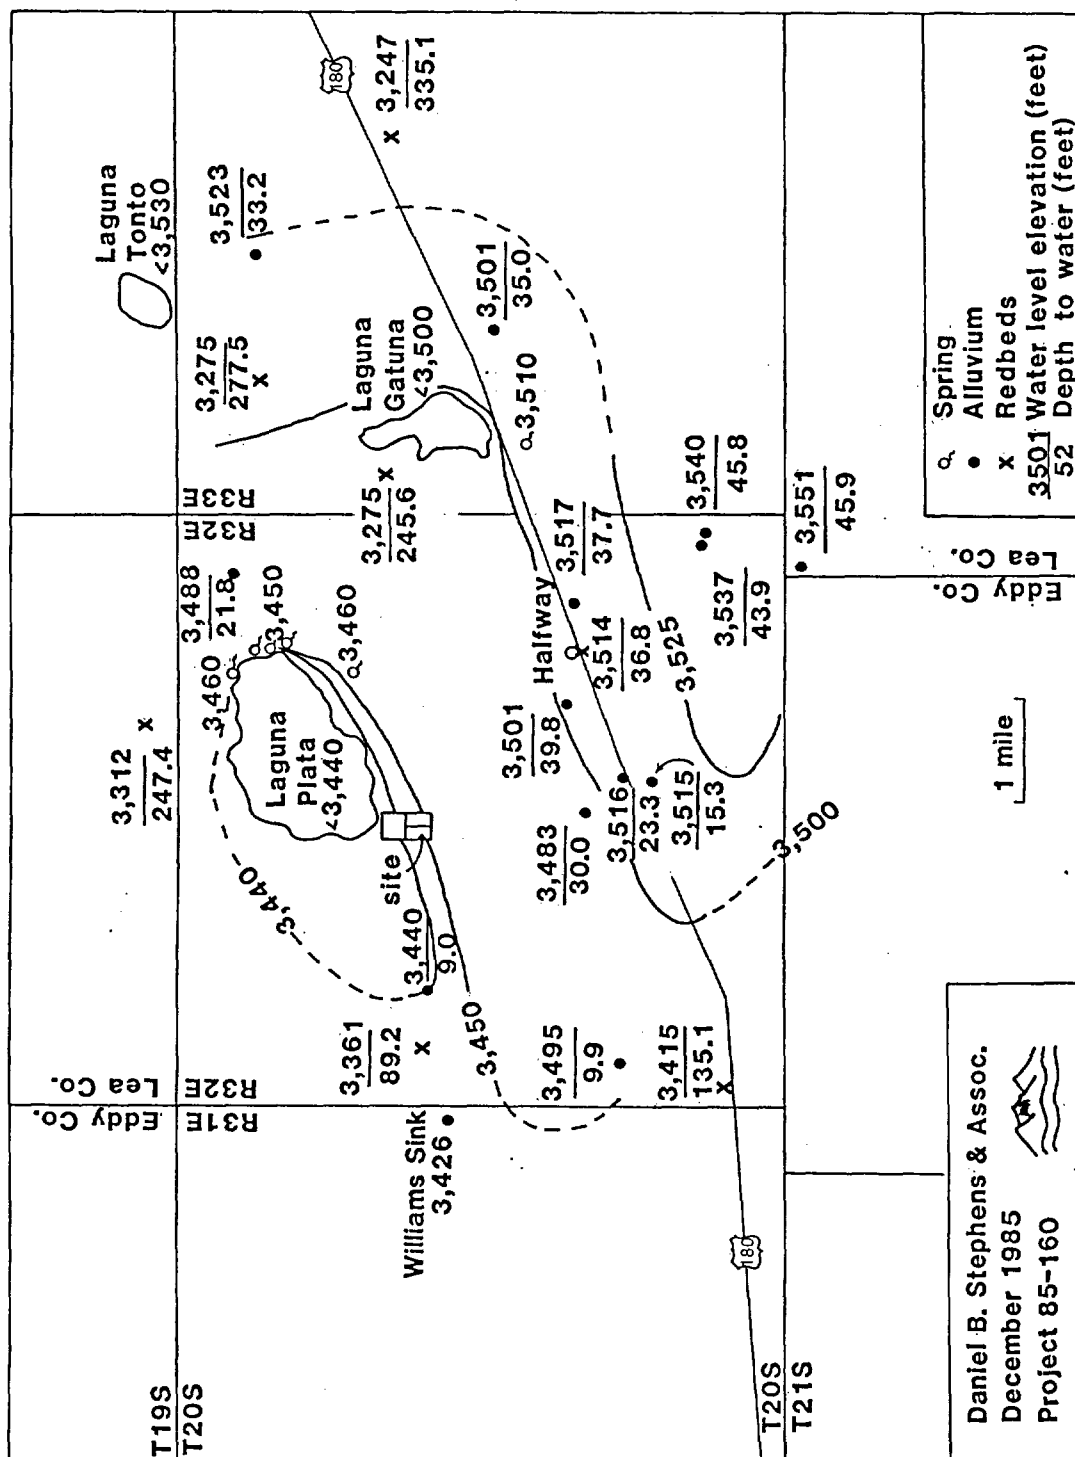 Laguna
Tonto
<3,530
3,523
33.2
180
3,247
335.1
3,275
277.5
Laguna
Gatuna
<3,500
3,501
35.0
3,510
R33E
R32E
3,275
245.6
3,488
21.8
3,450
3,460
3,460
Laguna
Plata
<3,440
3,312
247.4
3,440
site
3,440
9.0
3,450
3,361
89.2
Halfway
3,517
37.7
3,514
36.8
3,501
39.8
3,483
30.0
3,516
23.3
3,515
15.3
3,525
3,500
3,540
45.8
3,537
43.9
3,551
45.9
Lea Co.
Eddy Co.
3,495
9.9
3,415
135.1
Lea Co.
Eddy Co.
R32E
R31E
Williams Sink
3,426
180
T19S
T20S
T20S
T21S
1 mile
Spring
Alluvium
x Redbeds
3501 Water level elevation (feet)
52 Depth to water (feet)
Daniel B. Stephens & Assoc.
December 1985
Project 85-160